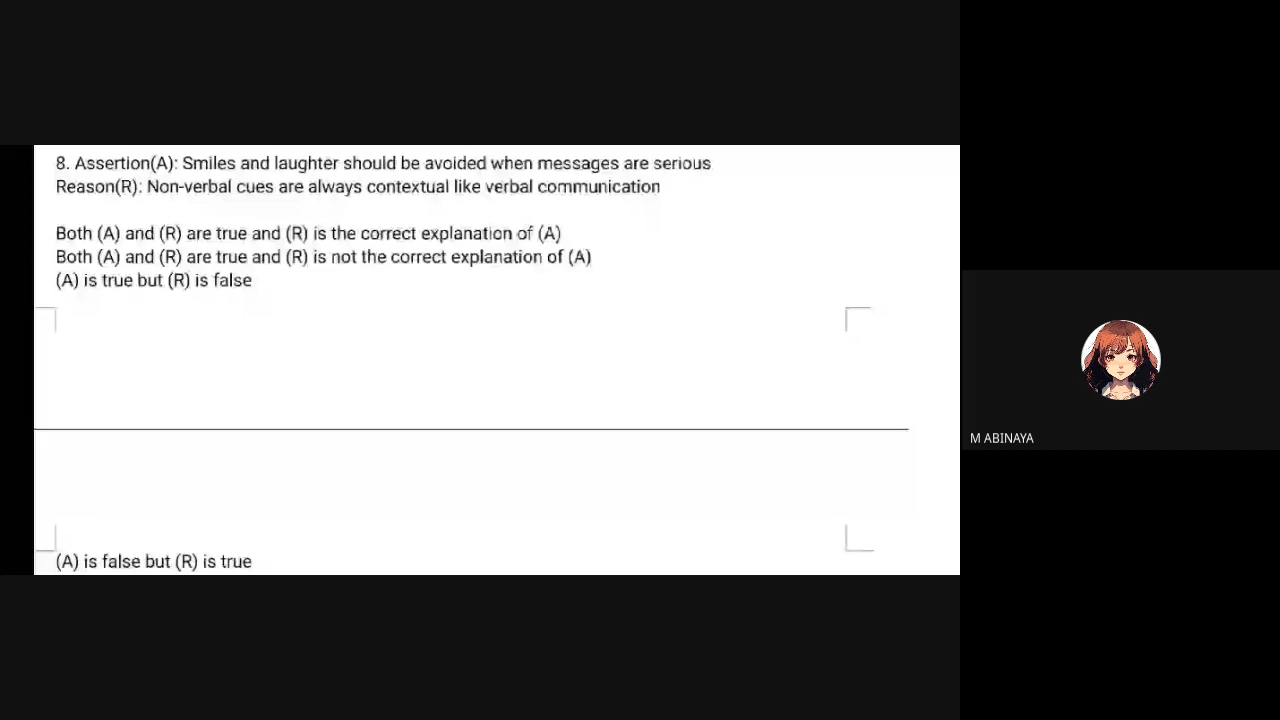 8. Assertion(A): Smiles and laughter should be avoided when messages are serious
Reason(R): Non-verbal cues are always contextual like verbal communication
Both (A) and (R) are true and (R) is the correct explanation of (A)
Both (A) and (R) are true and (R) is not the correct explanation of (A)
(A) is true but (R) is false
(A) is false but (R) is true
M ABINAYA